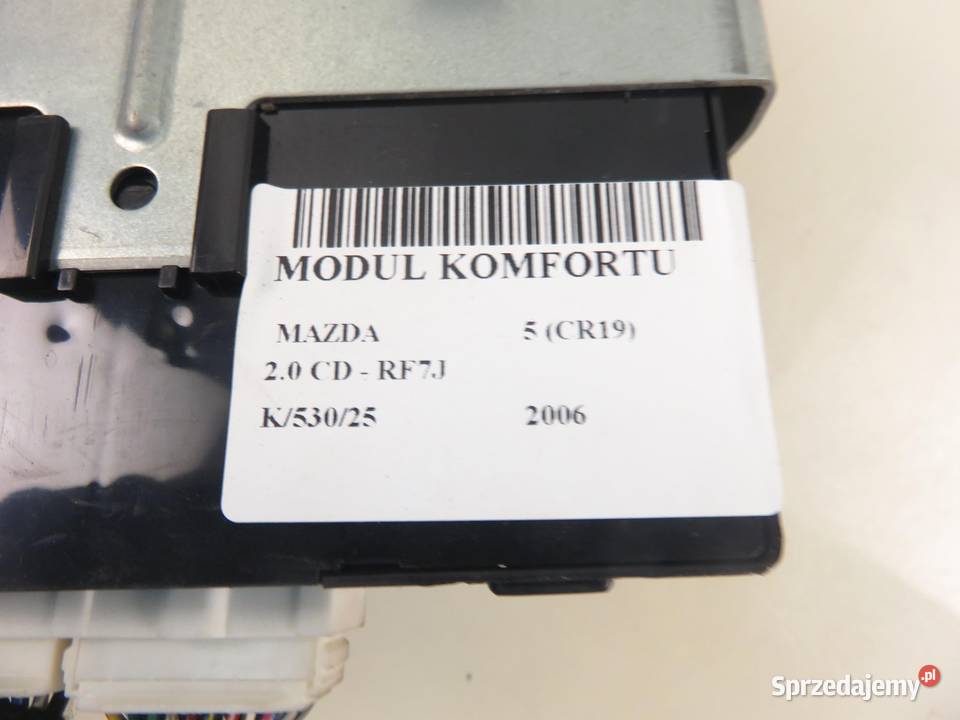 MODUL KOMFORTU
MAZDA 5 (CR19)
2.0 CD - RF7J
K/530/25 2006
Sprzedajemy.pl